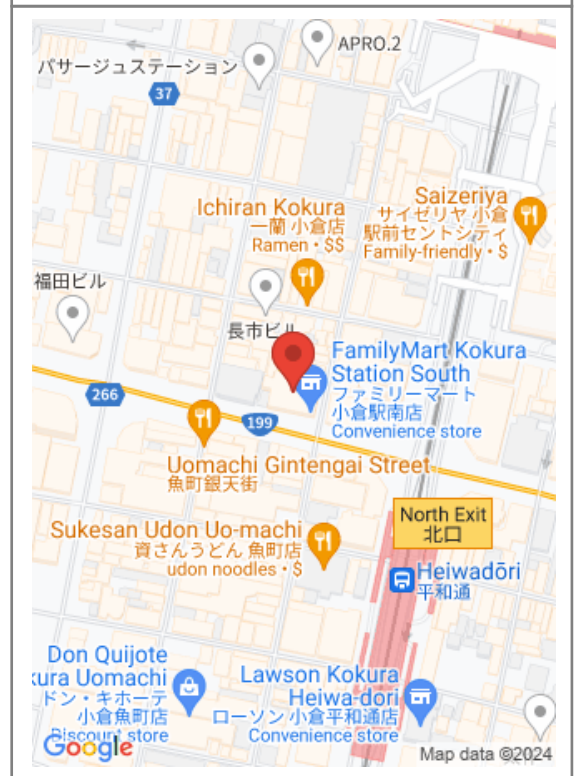 APRO.2
パサージュステーション
37
Ichiran Kokura
一蘭 小倉店
Ramen • $$
Saizeriya
サイゼリヤ 小倉
駅前セントシティ
Family-friendly • $
福田ビル
長市ビル
FamilyMart Kokura
Station South
ファミリーマート
小倉駅南店
Convenience store
266
199
Uomachi Gintengai Street
魚町銀天街
North Exit
北口
Sukesan Udon Uo-machi
資さんうどん 魚町店
udon noodles • $
Heiwadōri
平和通
Don Quijote
kura Uomachi
ドン・キホーテ
小倉魚町店
Discount store
Lawson Kokura
Heiwa-dori
ローソン 小倉平和通店
Convenience store
Google
Map data ©2024